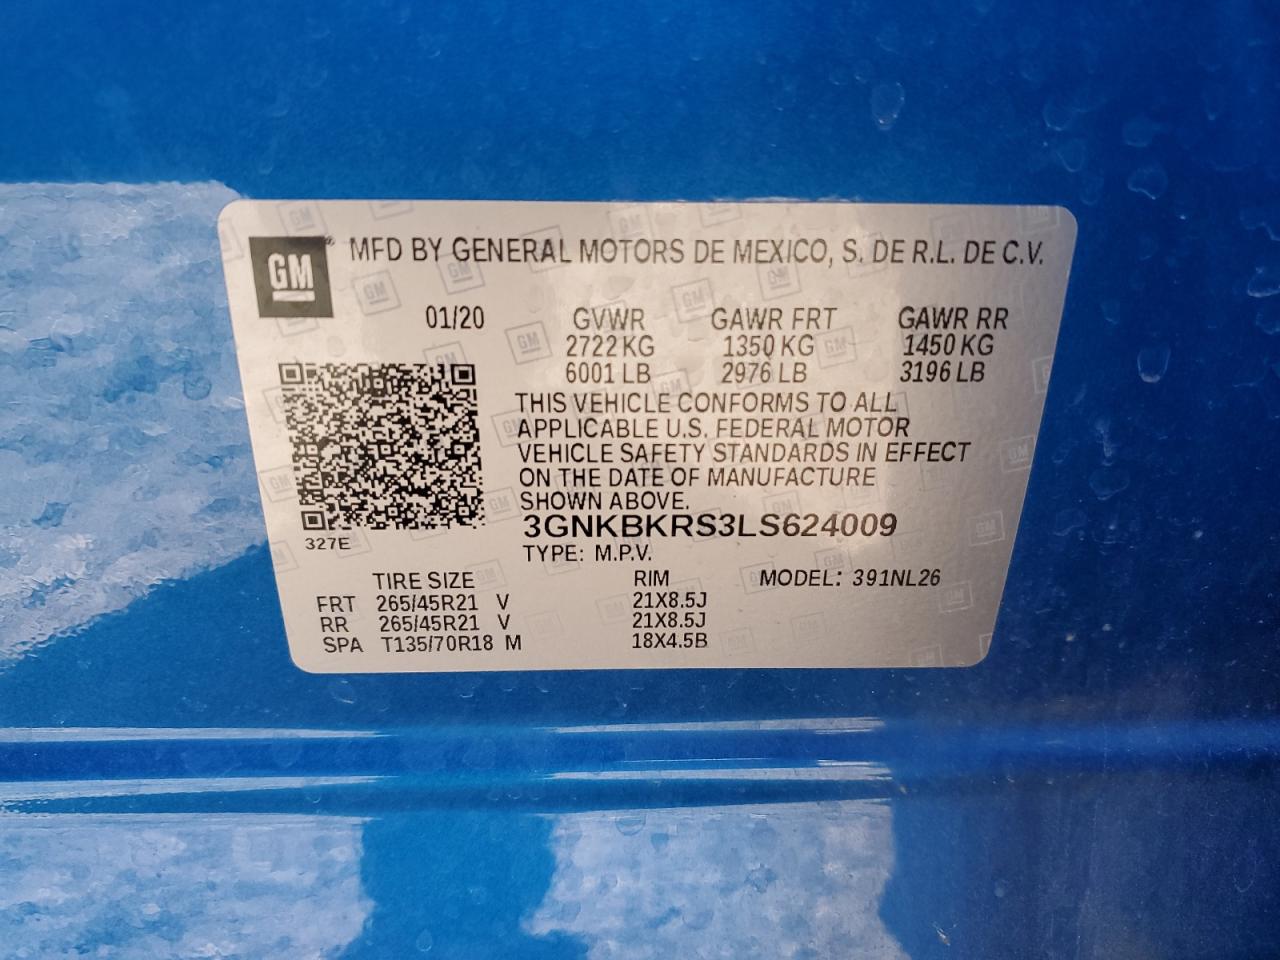 GM
MFD BY GENERAL MOTORS DE MEXICO, S. DE R.L. DE C.V.
01/20 GVWR GAWR FRT GAWR RR
2722 KG 1350 KG 1450 KG
6001 LB 2976 LB 3196 LB
THIS VEHICLE CONFORMS TO ALL
APPLICABLE U.S. FEDERAL MOTOR
VEHICLE SAFETY STANDARDS IN EFFECT
ON THE DATE OF MANUFACTURE
SHOWN ABOVE.
3GNKBKRS3LS624009
327E
TYPE: M.P.V.
TIRE SIZE RIM MODEL: 391NL26
FRT 265/45R21 V 21X8.5J
RR 265/45R21 V 21X8.5J
SPA T135/70R18 M 18X4.5B